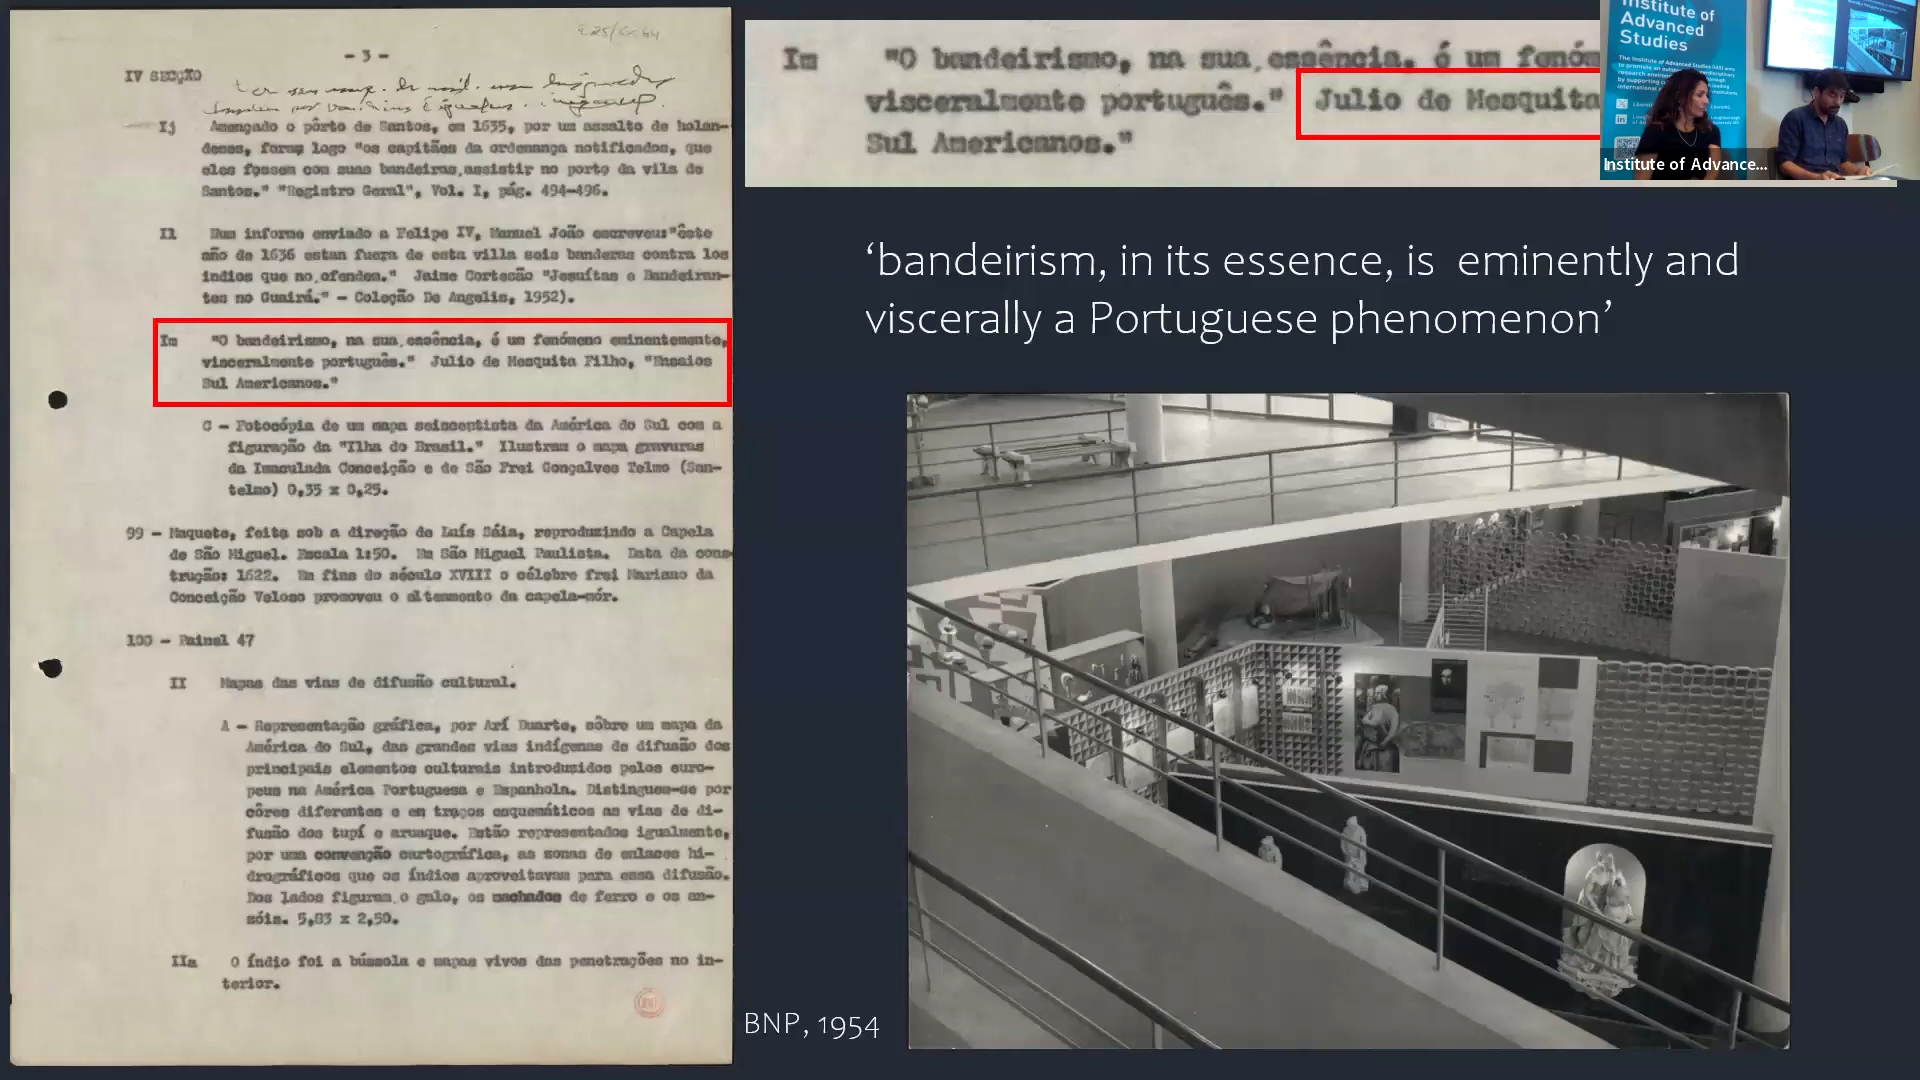 E25/Cx. 64
- 3 -
IV SECÇÃO
Ij Ameaçado o pôrto de Santos, em 1635, por um assalto de holan-
deses, foram logo "os capitães da ordenança notificados, que
eles fossem com suas bandeiras assistir no porto da vila de
Santos." "Registro Geral", Vol. I, pág. 494-496.
Il Num informe enviado a Felipe IV, Manuel João escreveu: "êste
año de 1636 estan fuera de esta villa seis banderas contra los
indios que no ofenden." Jaime Cortesão "Jesuítas e Bandeiran-
tes no Guairá." - Coleção De Angelis, 1952).
Im "O bandeirismo, na sua essência, é um fenómeno eminentemente,
visceralmente português." Julio de Mesquita Filho, "Ensaios
Sul Americanos."
C - Fotocópia de um mapa seiscentista da América do Sul com a
figuração da "Ilha do Brasil." Ilustram o mapa gravuras
da Imaculada Conceição e de São Frei Gonçalves Telmo (San-
telmo) 0,35 x 0,25.
99 - Maquete, feita sob a direção de Luís Sáia, reproduzindo a Capela
de São Miguel. Escala 1:50. Em São Miguel Paulista. Data da cons-
trução: 1622. Em fins do século XVIII o célebre frei Mariano da
Conceição Veloso promoveu o alteamento da capela-mór.
100 - Painel 47
II Mapas das vias de difusão cultural.
A - Representação gráfica, por Arí Duarte, sôbre um mapa da
América do Sul, das grandes vias indígenas de difusão dos
principais elementos culturais introduzidos pelos euro-
peus na América Portuguesa e Espanhola. Distinguem-se por
côres diferentes e em traços esquemáticos as vias de di-
fusão dos tupí e aruaque. Estão representados igualmente,
por uma convenção cartográfica, as zonas de enlaces hi-
drográficos que os índios aproveitavam para essa difusão.
Dos lados figuram o galo, os machados de ferro e os an-
zóis. 5,83 x 2,50.
IIa O índio foi a bússola e mapas vivos das penetrações no in-
terior.
Im "O bandeirismo, na sua essência, é um fenóm
visceralmente português." Julio de Mesquita
Sul Americanos."
Institute of
Advanced
Studies
Institute of Advance...
‘bandeirism, in its essence, is eminently and
viscerally a Portuguese phenomenon’
BNP, 1954